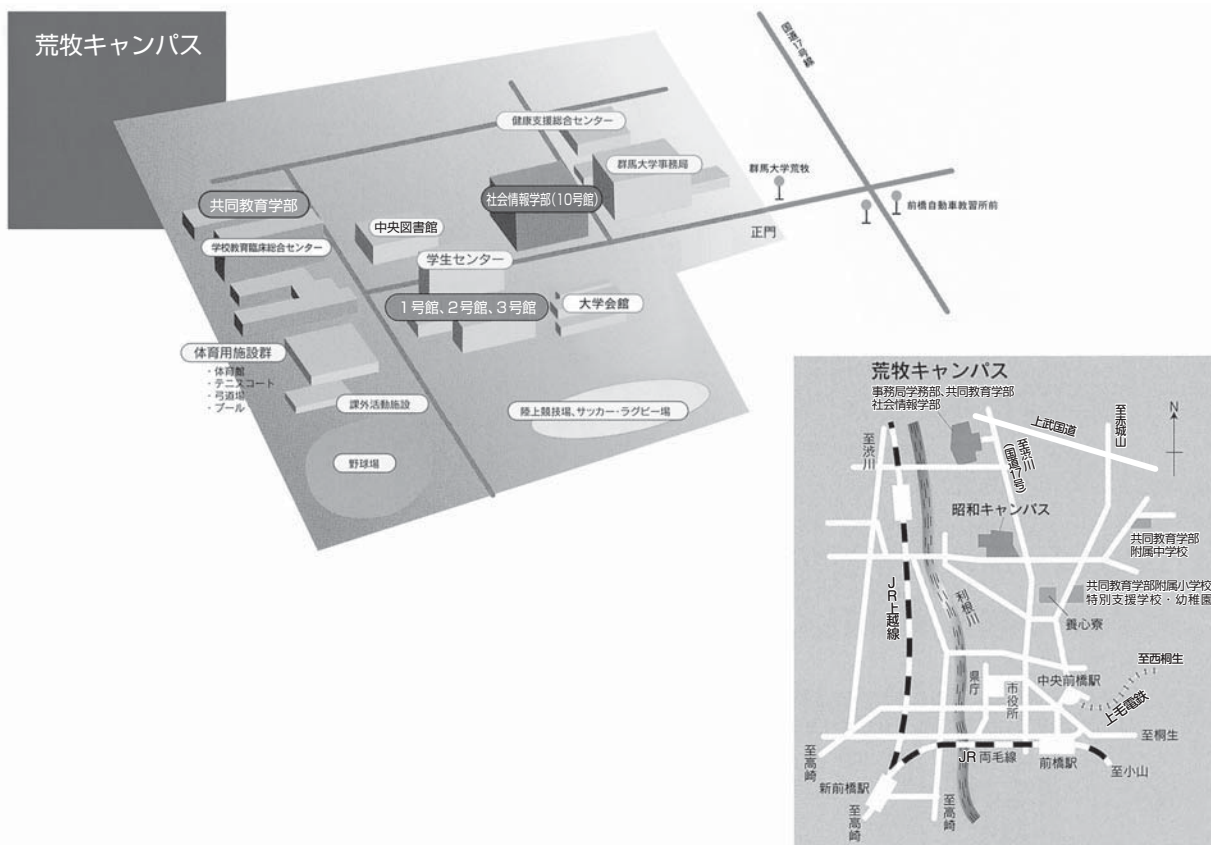 荒牧キャンパス
国道17号線
健康支援総合センター
群馬大学事務局
群馬大学荒牧
前橋自動車教習所前
正門
共同教育学部
社会情報学部(10号館)
中央図書館
学校教育臨床総合センター
学生センター
1号館、2号館、3号館
大学会館
体育用施設群
・体育館
・テニスコート
・弓道場
・プール
課外活動施設
陸上競技場、サッカー・ラグビー場
野球場
荒牧キャンパス
事務局学務部、共同教育学部
社会情報学部
至渋川
上武国道
至赤城山
N
至渋川
(国道17号)
昭和キャンパス
共同教育学部
附属中学校
共同教育学部附属小学校
特別支援学校・幼稚園
養心寮
JR上越線
利根川
至西桐生
中央前橋駅
県庁
市役所
上毛電鉄
至桐生
至高崎
JR両毛線
前橋駅
至小山
新前橋駅
至高崎
至高崎